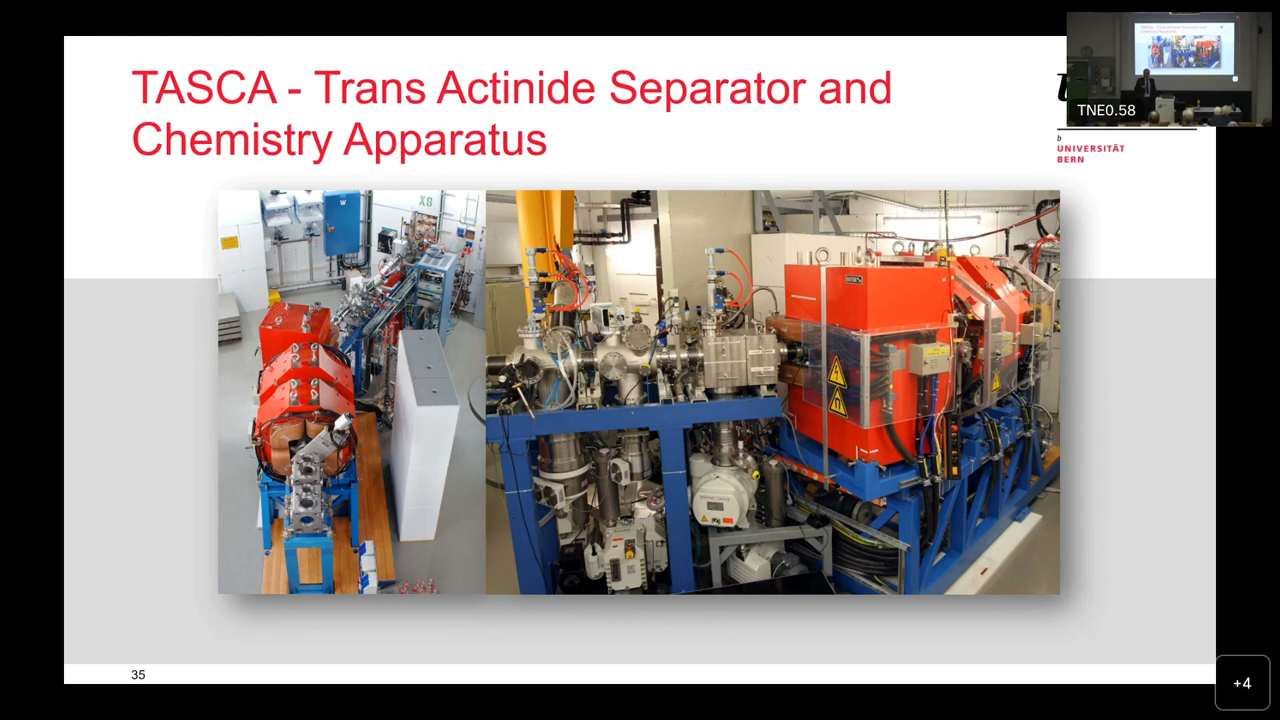 TASCA - Trans Actinide Separator and
Chemistry Apparatus
TNE0.58
b
UNIVERSITÄT
BERN
X8
35
+4